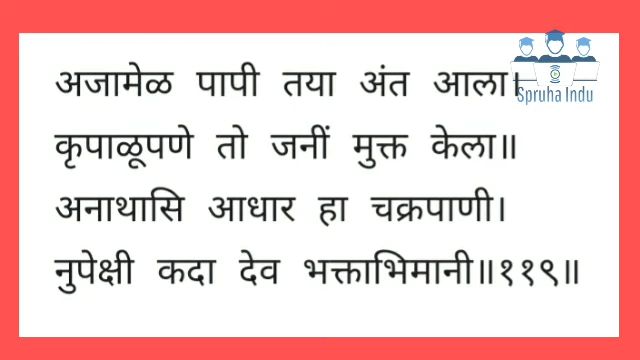 अजामेळ पापी तया अंत आला।
कृपाळूपणे तो जनीं मुक्त केला॥
अनाथासि आधार हा चक्रपाणी।
नुपेक्षी कदा देव भक्ताभिमानी॥११९॥
Spruha Indu